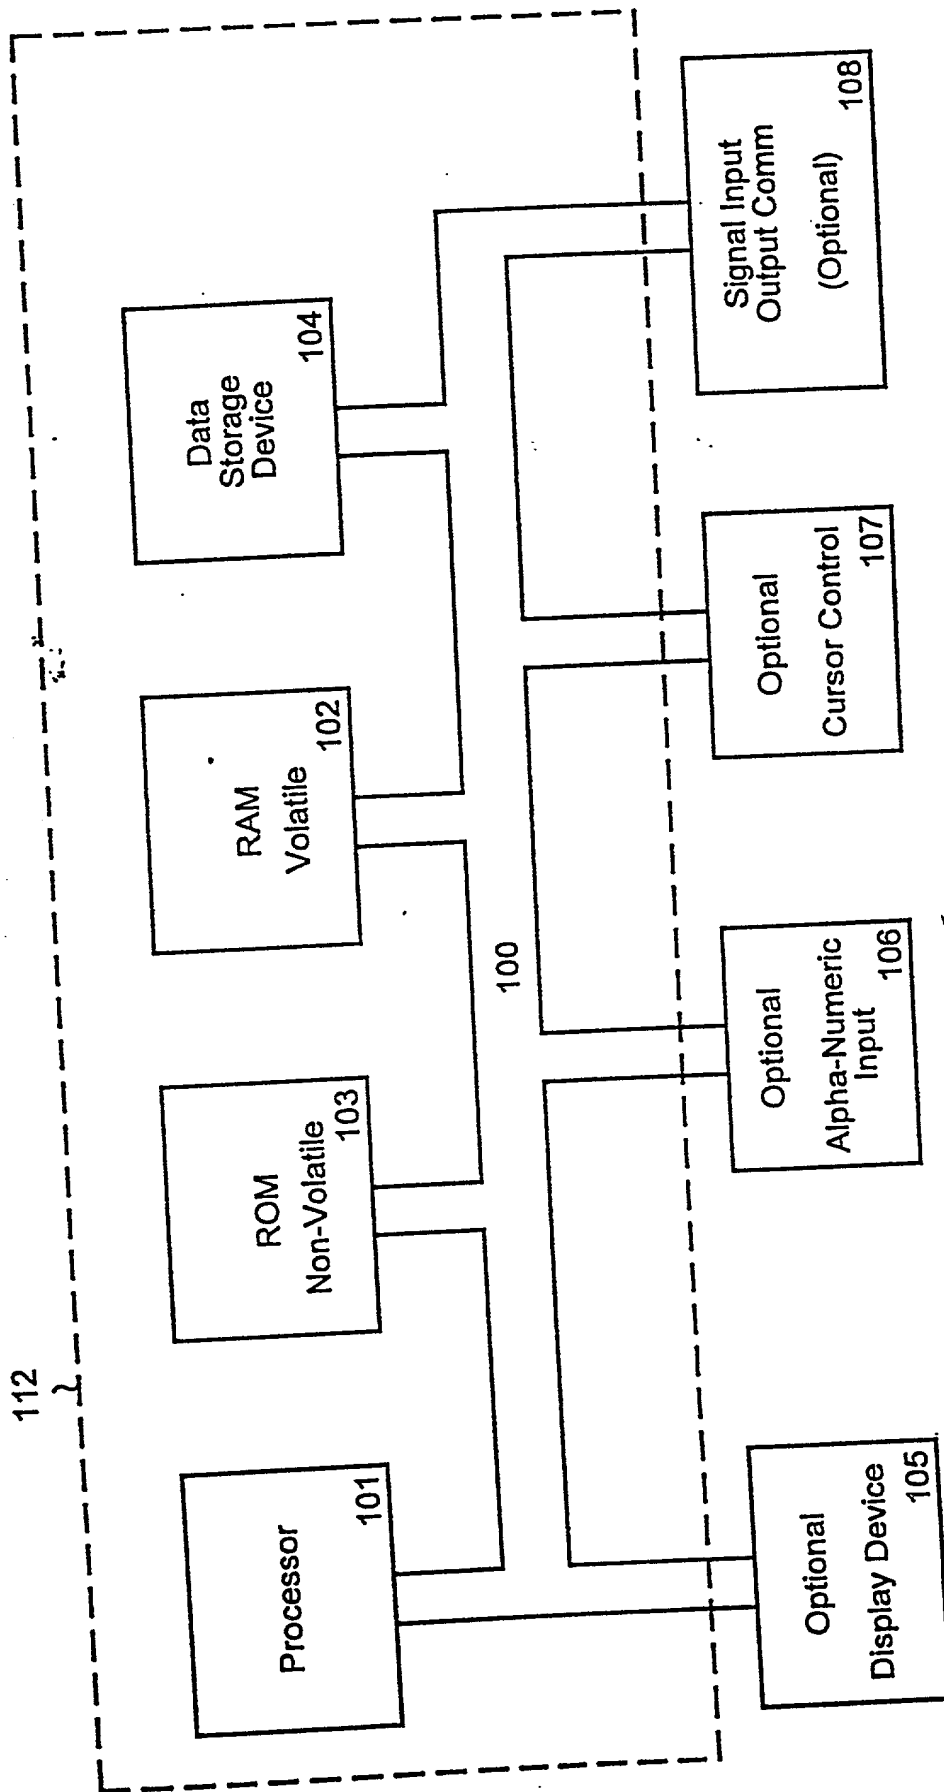 112
Processor
101
ROM
Non-Volatile
103
RAM
Volatile
102
Data
Storage
Device
104
100
Optional
Display Device
105
Optional
Alpha-Numeric
Input
106
Optional
Cursor Control
107
Signal Input
Output Comm
(Optional)
108